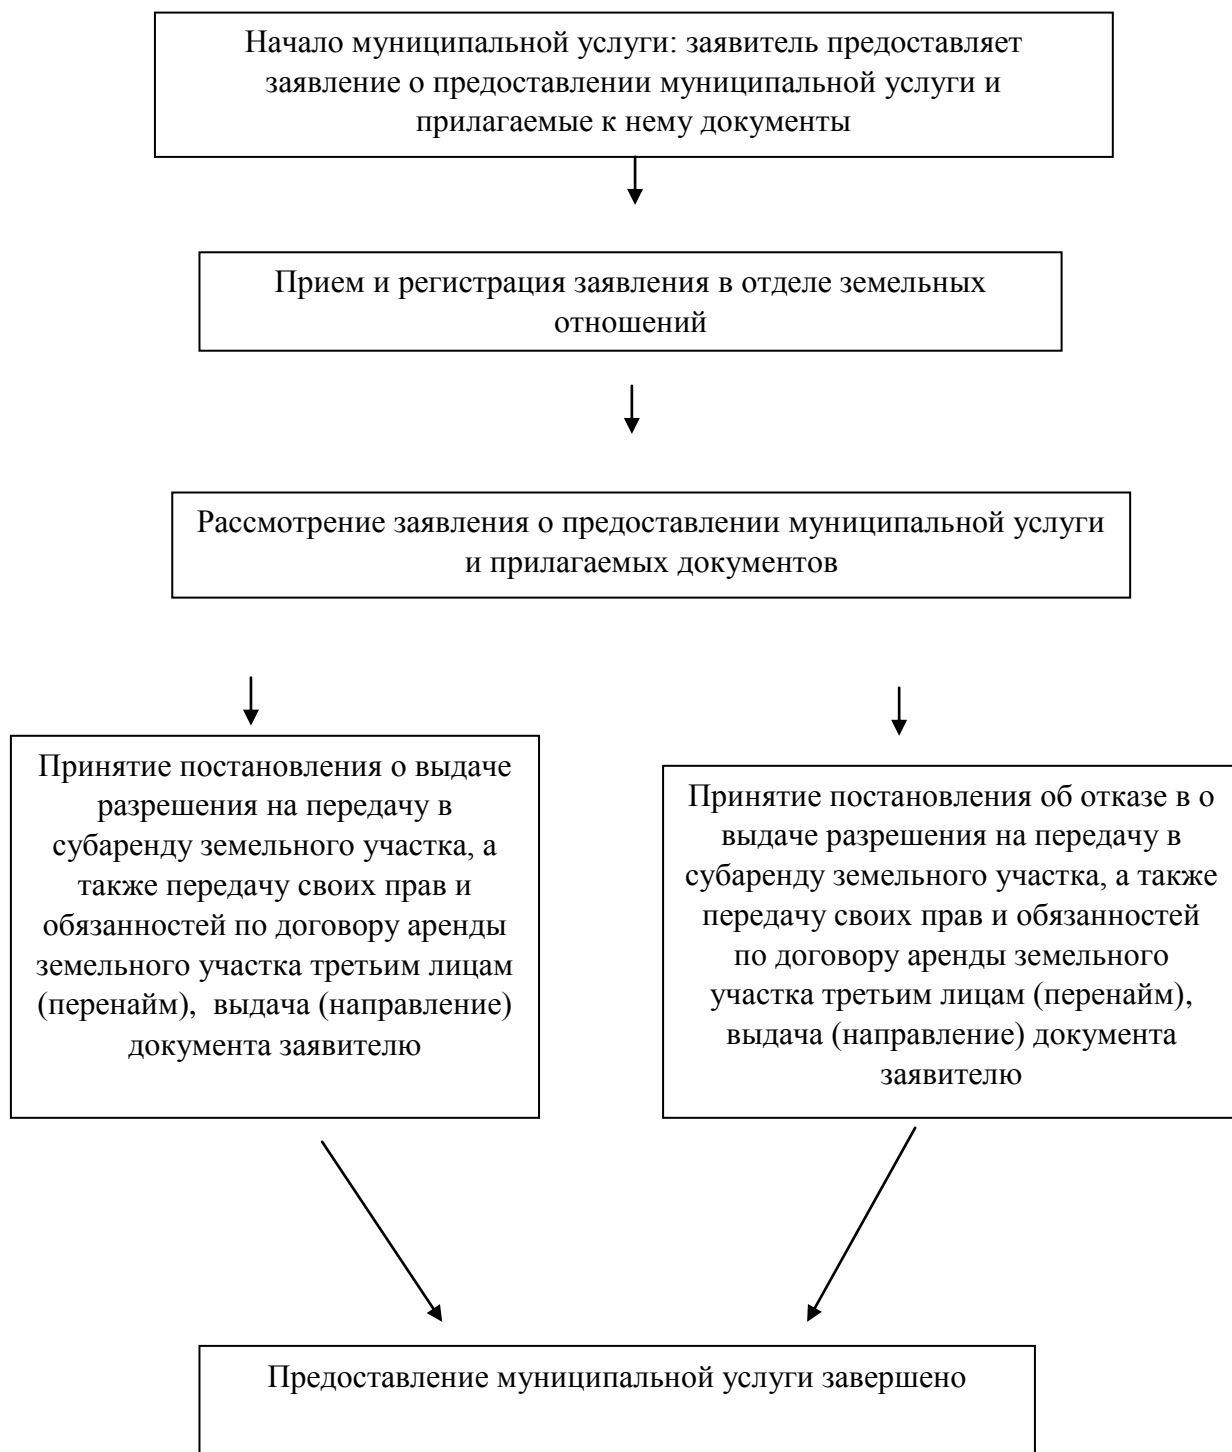 Начало муниципальной услуги: заявитель предоставляет
заявление о предоставлении муниципальной услуги и
прилагаемые к нему документы
Прием и регистрация заявления в отделе земельных
отношений
Рассмотрение заявления о предоставлении муниципальной услуги
и прилагаемых документов
Принятие постановления о выдаче
разрешения на передачу в
субаренду земельного участка, а
также передачу своих прав и
обязанностей по договору аренды
земельного участка третьим лицам
(перенайм),  выдача (направление)
документа заявителю
Принятие постановления об отказе в о
выдаче разрешения на передачу в
субаренду земельного участка, а также
передачу своих прав и обязанностей
по договору аренды земельного
участка третьим лицам (перенайм),
выдача (направление) документа
заявителю
Предоставление муниципальной услуги завершено